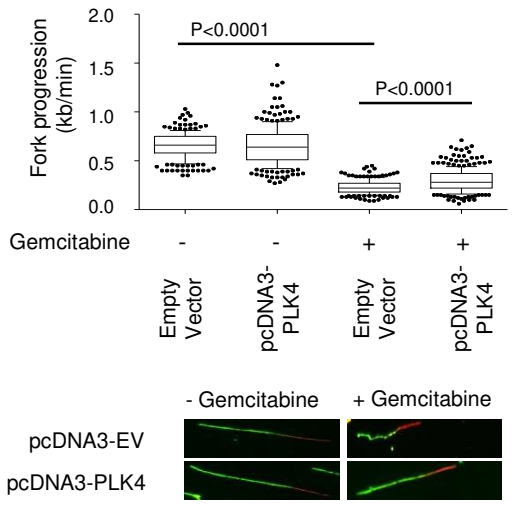 2.0
P<0.0001
1.5
P<0.0001
1.0
0.5
0.0
Fork progression
(kb/min)
Gemcitabine - - + +
Empty
Vector
pcDNA3-
PLK4
Empty
Vector
pcDNA3-
PLK4
- Gemcitabine + Gemcitabine
pcDNA3-EV
pcDNA3-PLK4